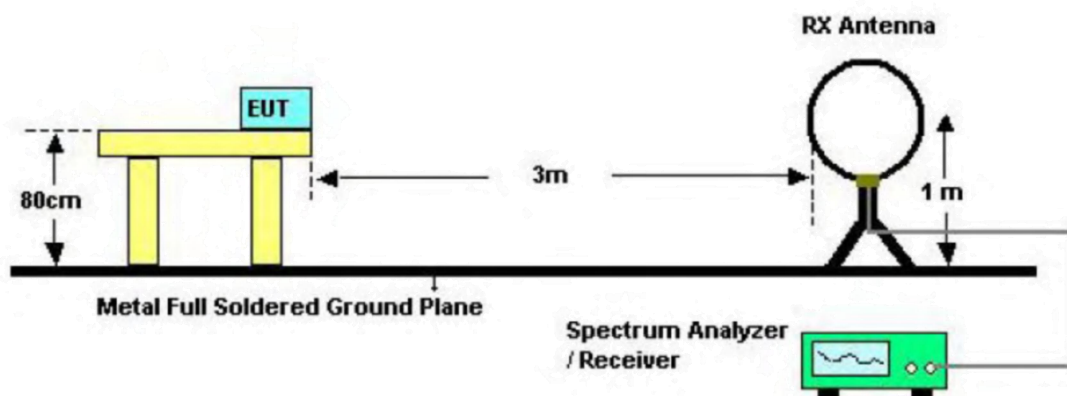 RX Antenna
EUT
80cm
3m
1 m
Metal Full Soldered Ground Plane
Spectrum Analyzer
/ Receiver